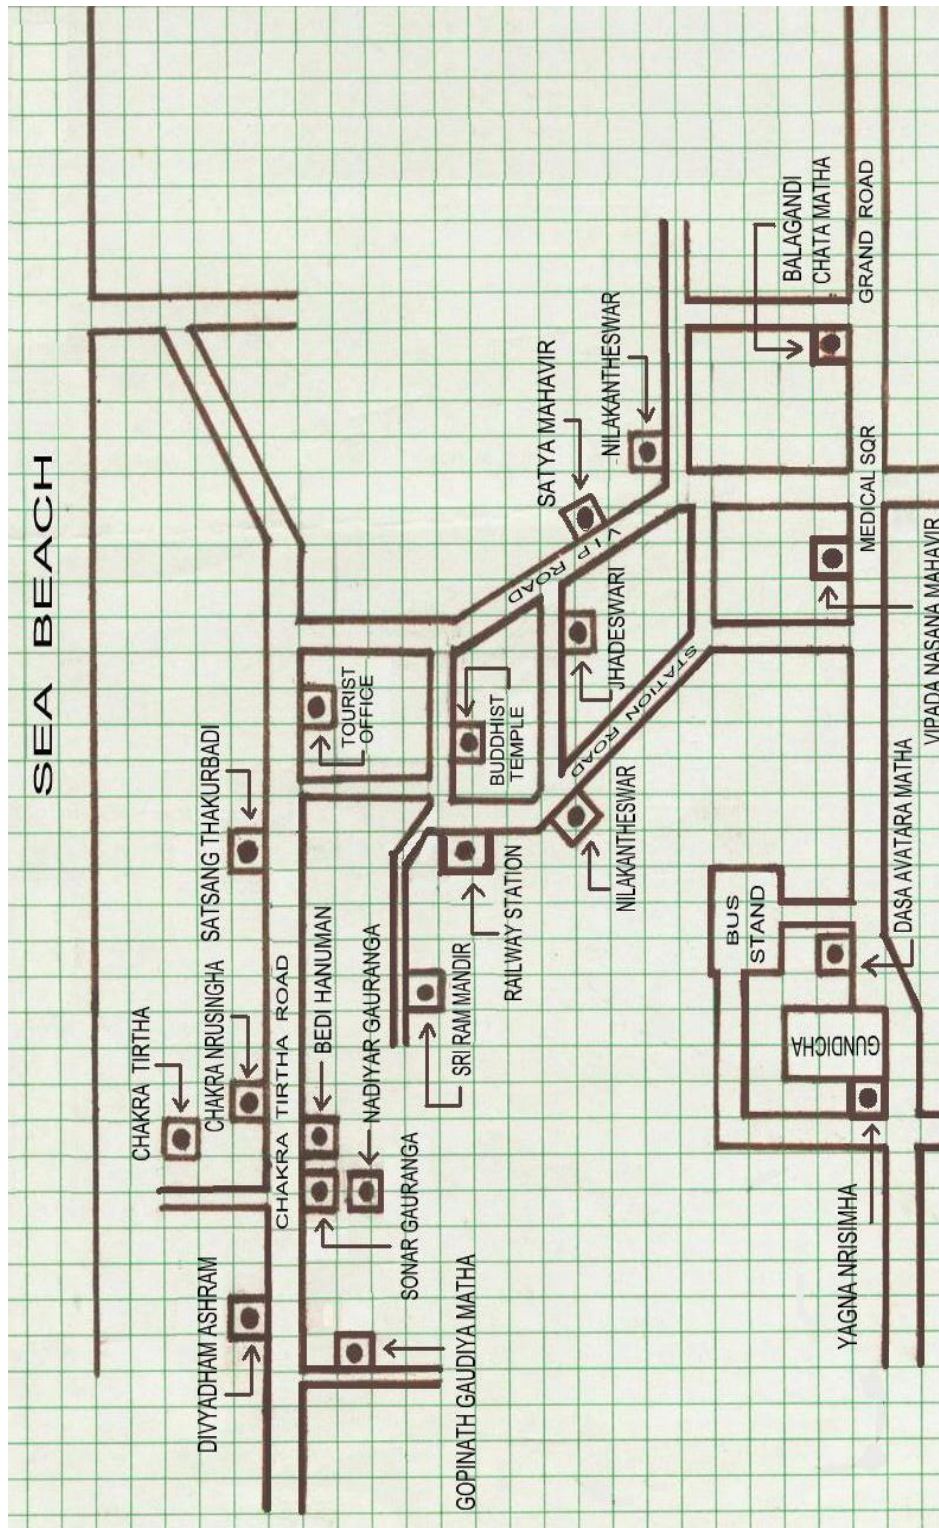 SEA BEACH
CHAKRA TIRTHA
CHAKRA NRUSINGHA
SATSANG THAKURBADI
DIVYADHAM ASHRAM
CHAKRA TIRTHA ROAD
TOURIST
OFFICE
BEDI HANUMAN
NADIYAR GAURANGA
SONAR GAURANGA
GOPINATH GAUDIYA MATHA
SRI RAM MANDIR
RAILWAY STATION
BUDDHIST
TEMPLE
VIP ROAD
SATYA MAHAVIR
NILAKANTHESWAR
JHADESWARI
STATION ROAD
NILAKANTHESWAR
BALAGANDI
CHATA MATHA
GRAND ROAD
MEDICAL SQR
VIPADA NASANA MAHAVIR
BUS
STAND
DASA AVATARA MATHA
GUNDICHA
YAGNA NRISIMHA